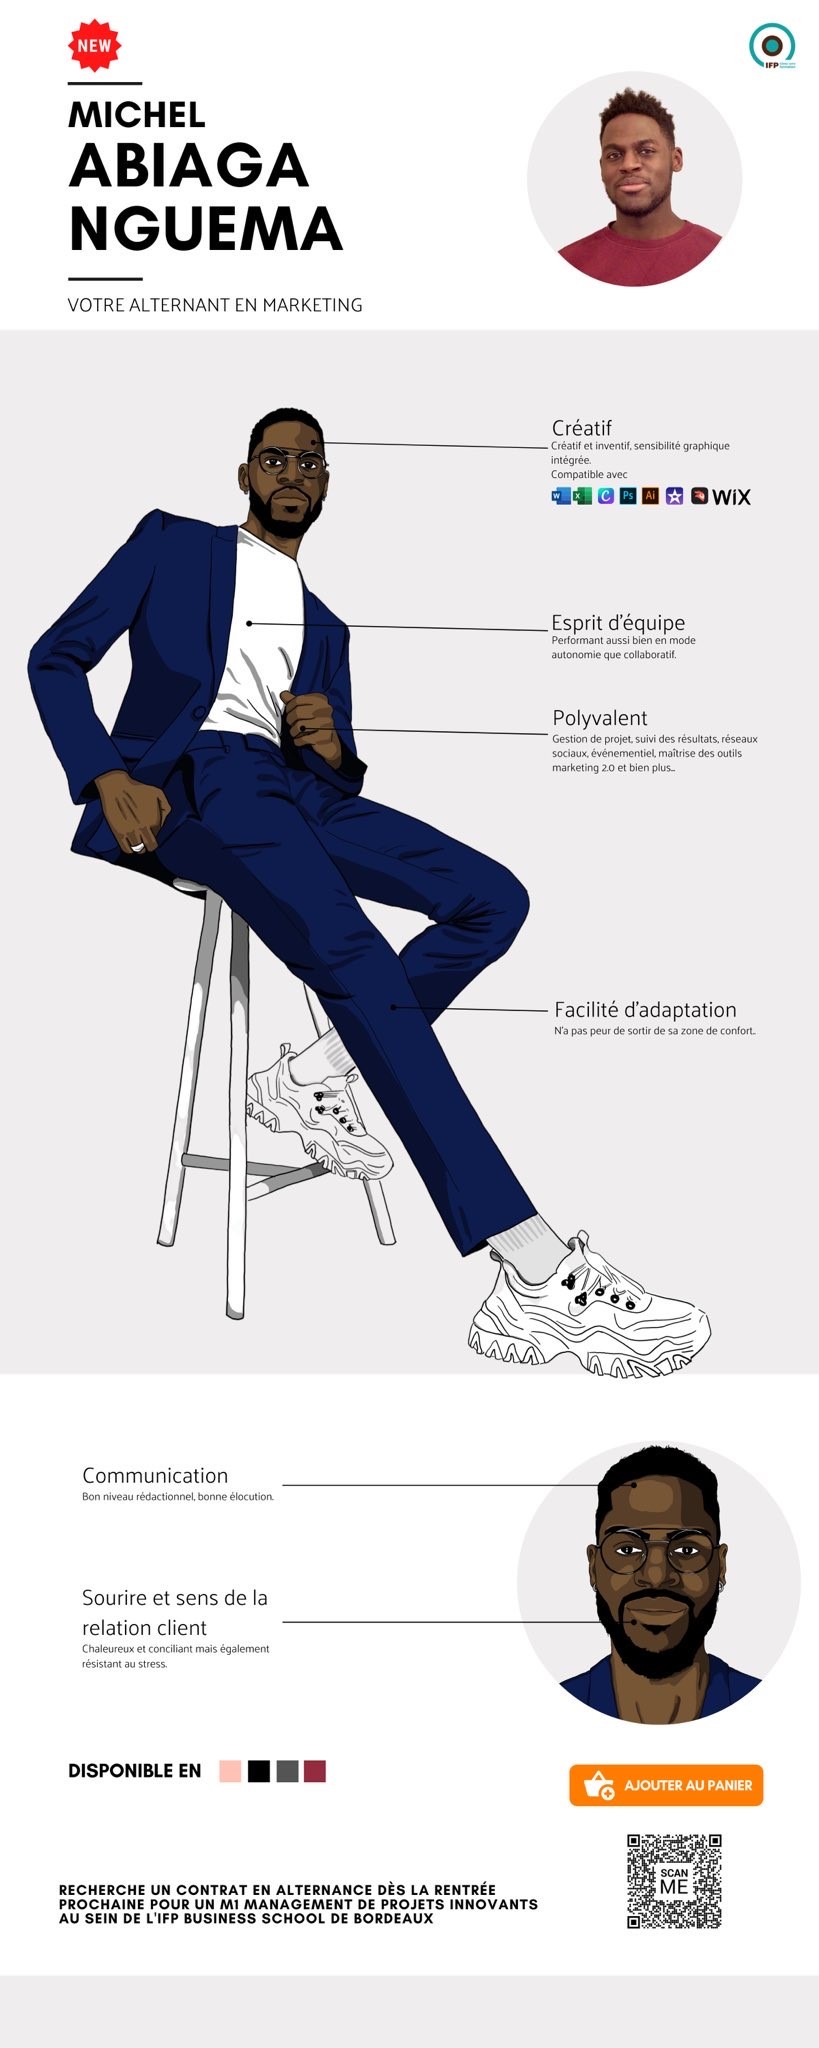 NEW
IFP
MICHEL
ABIAGA
NGUEMA
VOTRE ALTERNANT EN MARKETING
Créatif
Créatif et inventif, sensibilité graphique
intégrée.
Compatible avec
W X C Ps Ai WiX
Esprit d'équipe
Performant aussi bien en mode
autonomie que collaboratif.
Polyvalent
Gestion de projet, suivi des résultats, réseaux
sociaux, événementiel, maîtrise des outils
marketing 2.0 et bien plus...
Facilité d'adaptation
N'a pas peur de sortir de sa zone de confort..
Communication
Bon niveau rédactionnel, bonne élocution.
Sourire et sens de la
relation client
Chaleureux et conciliant mais également
résistant au stress.
DISPONIBLE EN
AJOUTER AU PANIER
SCAN
ME
RECHERCHE UN CONTRAT EN ALTERNANCE DÈS LA RENTRÉE
PROCHAINE POUR UN M1 MANAGEMENT DE PROJETS INNOVANTS
AU SEIN DE L'IFP BUSINESS SCHOOL DE BORDEAUX